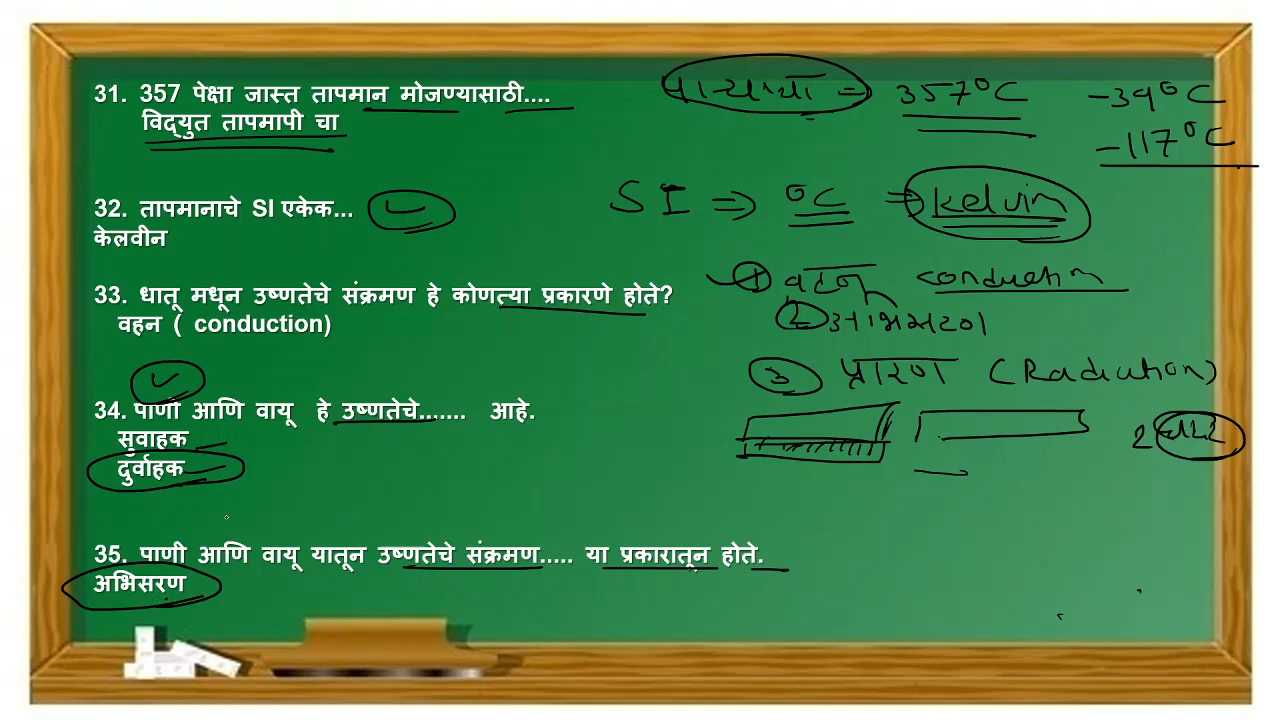 31. 357 पेक्षा जास्त तापमान मोजण्यासाठी....
विद्युत तापमापी चा
357°C
-39°C
-117°C
32. तापमानाचे SI एकेक...
केलवीन
SI ⇒ °C ⇒ Kelvin
33. धातू मधून उष्णतेचे संक्रमण हे कोणत्या प्रकारणे होते?
वहन ( conduction)
① वहन conduction
② अभिसरण
③ प्रारण (Radiation)
34. पाणी आणि वायू हे उष्णतेचे....... आहे.
सुवाहक
दुर्वाहक
35. पाणी आणि वायू यातून उष्णतेचे संक्रमण..... या प्रकारातून होते.
अभिसरण